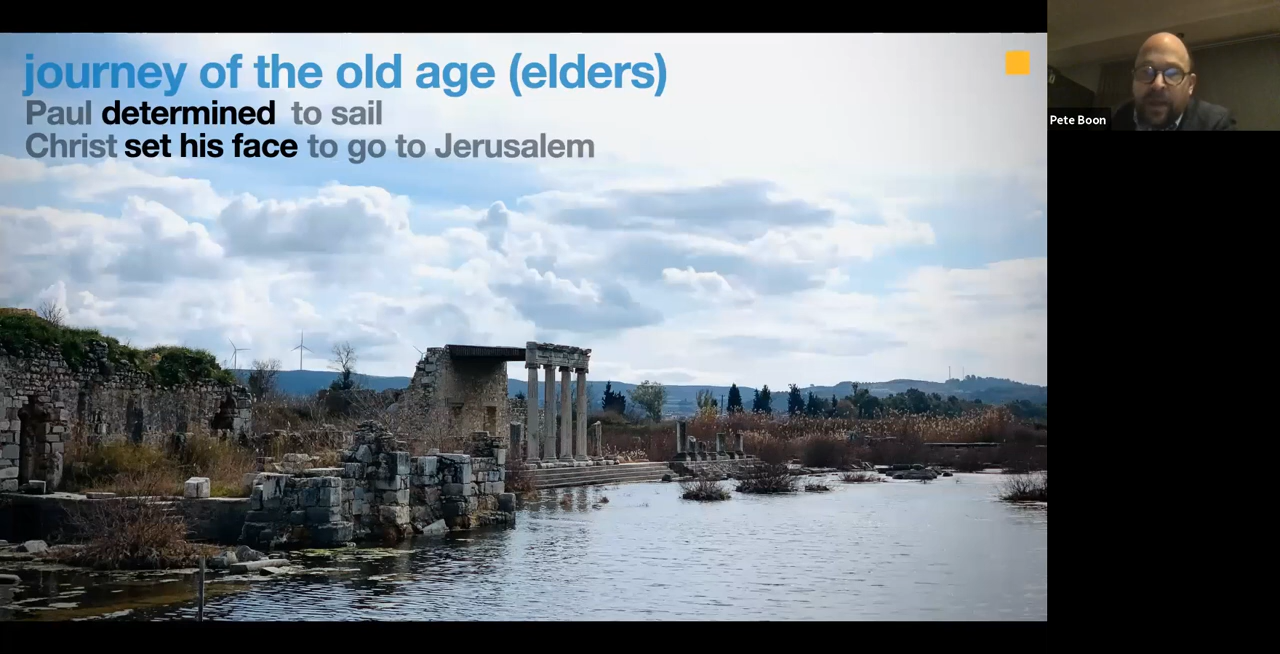 journey of the old age (elders)
Paul determined to sail
Christ set his face to go to Jerusalem
Pete Boon